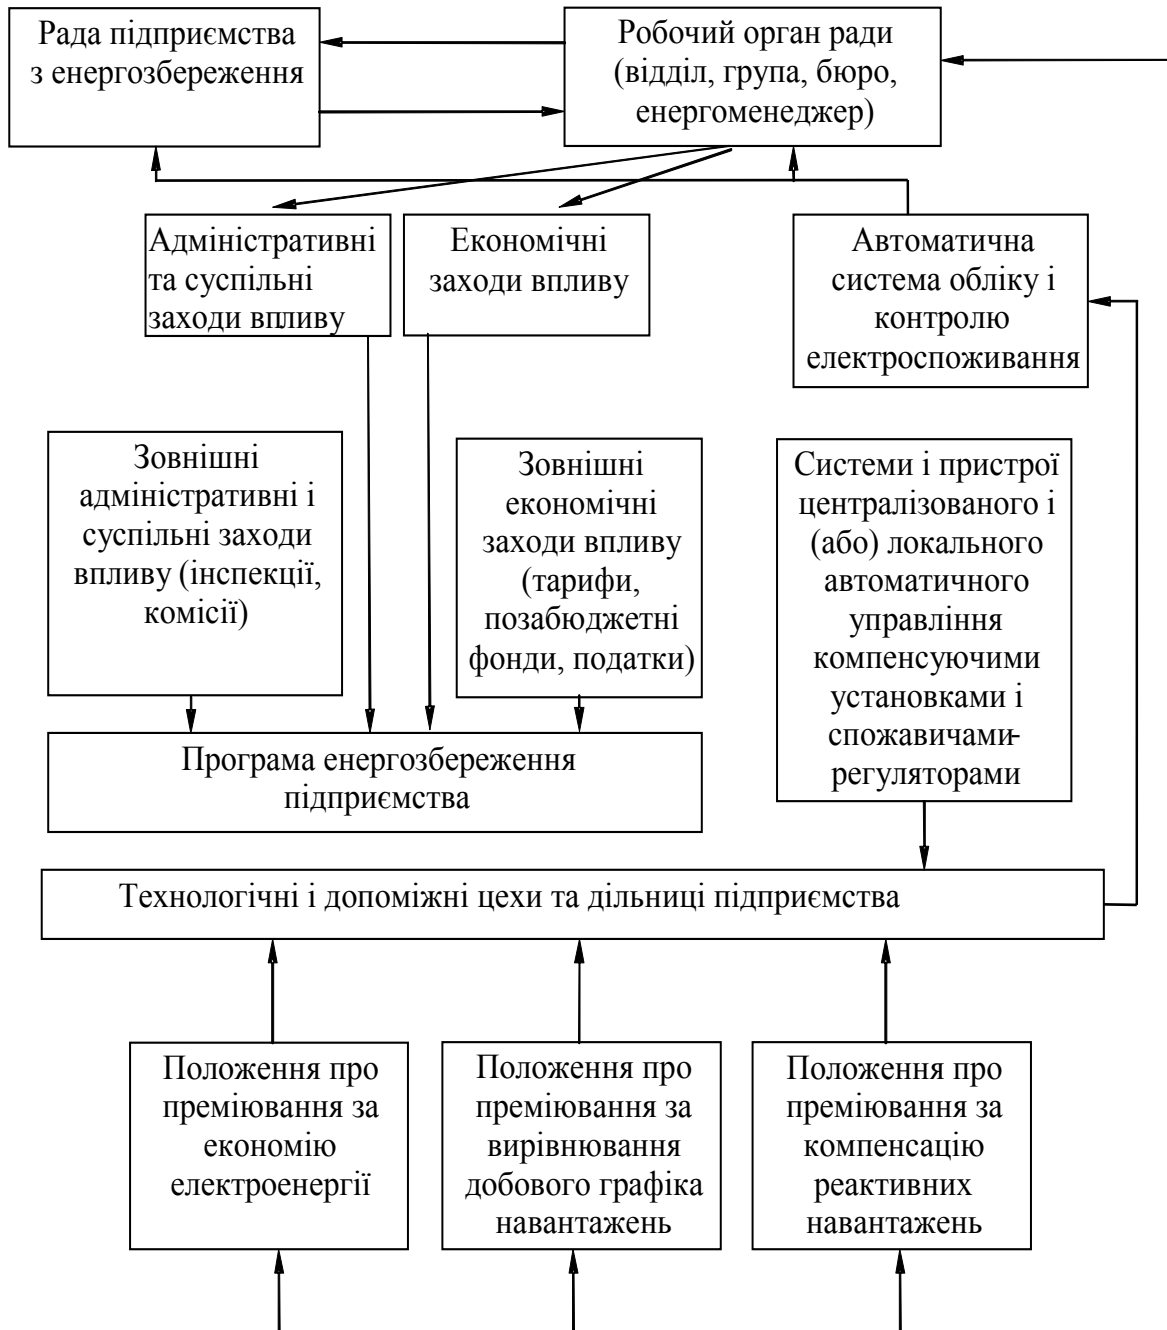 Рада підприємства
з енергозбереження
Робочий орган ради
(відділ, група, бюро,
енергоменеджер)
Адміністративні
та суспільні
заходи впливу
Економічні
заходи впливу
Автоматична
система обліку і
контролю
електроспоживання
Зовнішні
адміністративні і
суспільні заходи
впливу (інспекції,
комісії)
Зовнішні
економічні
заходи впливу
(тарифи,
позабюджетні
фонди, податки)
Системи і пристрої
централізованого і
(або) локального
автоматичного
управління
компенсуючими
установками і
споживачами-
регуляторами
Програма енергозбереження
підприємства
Технологічні і допоміжні цехи та дільниці підприємства
Положення про
преміювання за
економію
електроенергії
Положення про
преміювання за
вирівнювання
добового графіка
навантажень
Положення про
преміювання за
компенсацію
реактивних
навантажень